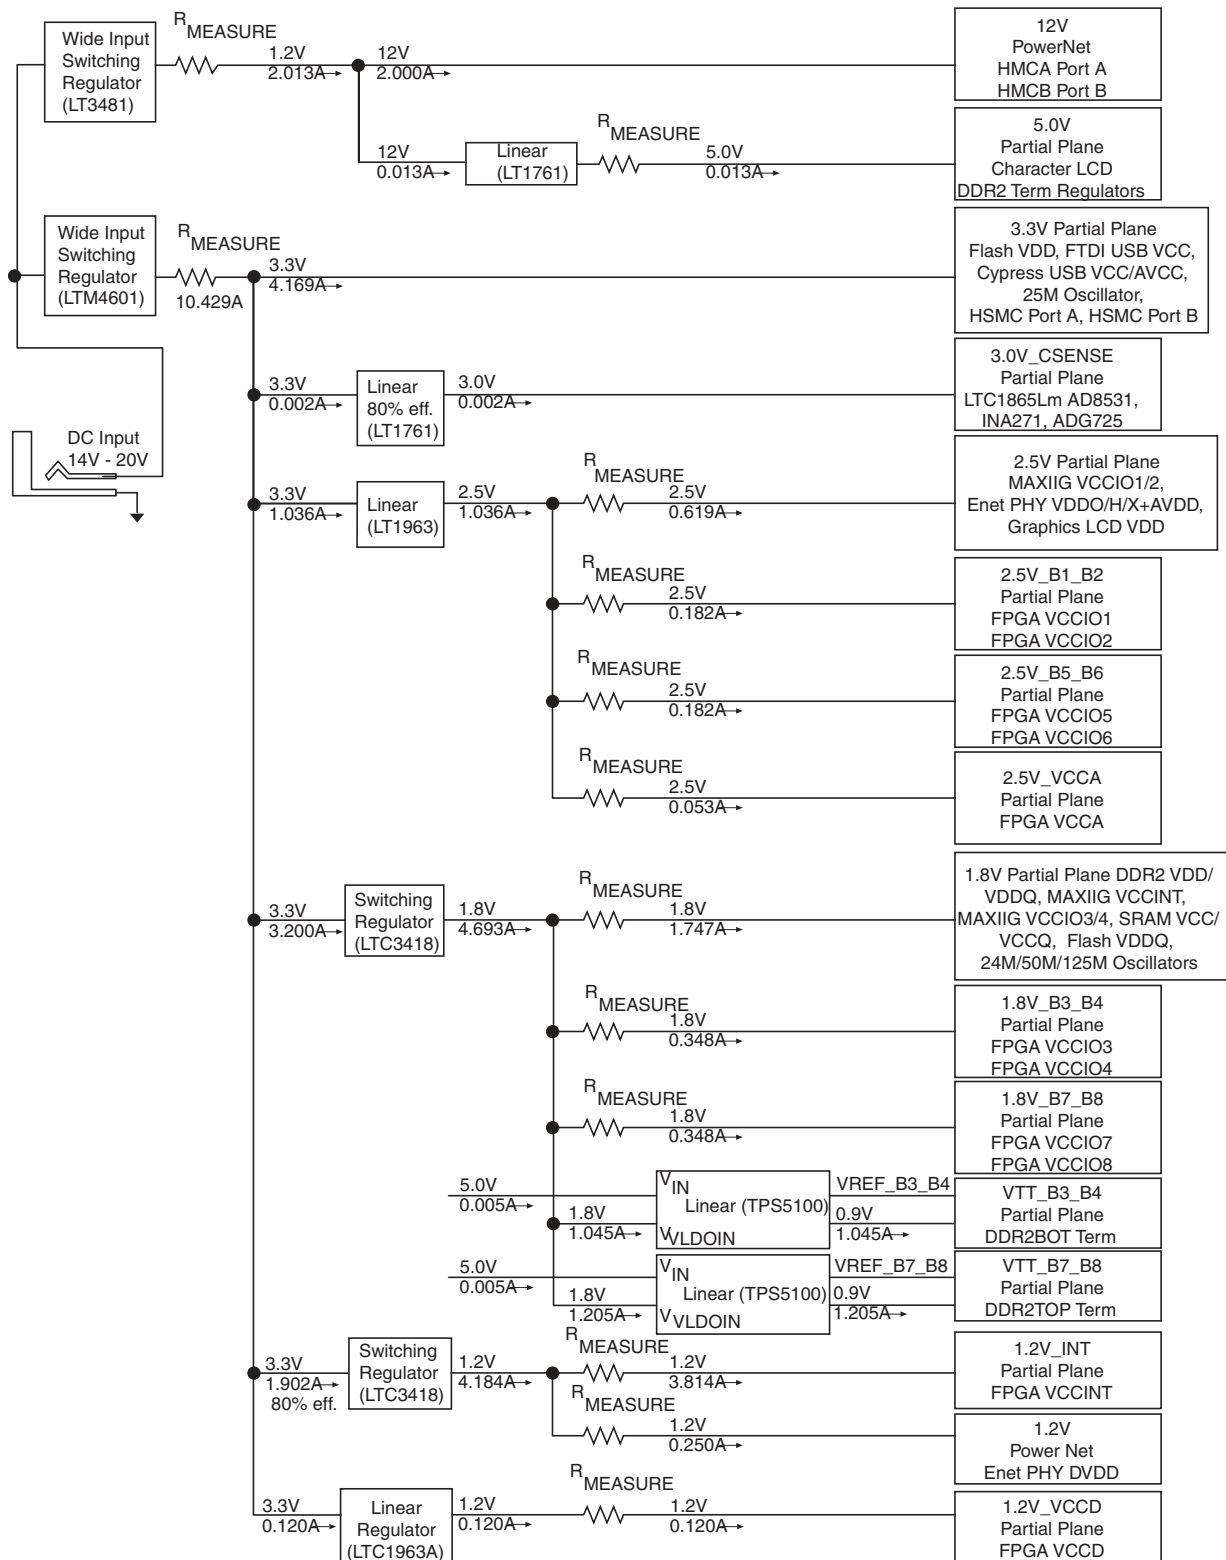 Wide Input
Switching
Regulator
(LT3481)
R
MEASURE
1.2V
2.013A
12V
2.000A
12V
PowerNet
HMCA Port A
HMCB Port B
12V
0.013A
Linear
(LT1761)
R
MEASURE
5.0V
0.013A
5.0V
Partial Plane
Character LCD
DDR2 Term Regulators
Wide Input
Switching
Regulator
(LTM4601)
R
MEASURE
10.429A
3.3V
4.169A
3.3V Partial Plane
Flash VDD, FTDI USB VCC,
Cypress USB VCC/AVCC,
25M Oscillator,
HSMC Port A, HSMC Port B
3.3V
0.002A
Linear
80% eff.
(LT1761)
3.0V
0.002A
3.0V_CSENSE
Partial Plane
LTC1865Lm AD8531,
INA271, ADG725
DC Input
14V - 20V
3.3V
1.036A
Linear
(LT1963)
2.5V
1.036A
R
MEASURE
2.5V
0.619A
2.5V Partial Plane
MAXIIG VCCIO1/2,
Enet PHY VDDO/H/X+AVDD,
Graphics LCD VDD
R
MEASURE
2.5V
0.182A
2.5V_B1_B2
Partial Plane
FPGA VCCIO1
FPGA VCCIO2
R
MEASURE
2.5V
0.182A
2.5V_B5_B6
Partial Plane
FPGA VCCIO5
FPGA VCCIO6
R
MEASURE
2.5V
0.053A
2.5V_VCCA
Partial Plane
FPGA VCCA
3.3V
3.200A
Switching
Regulator
(LTC3418)
1.8V
4.693A
R
MEASURE
1.8V
1.747A
1.8V Partial Plane DDR2 VDD/
VDDQ, MAXIIG VCCINT,
MAXIIG VCCIO3/4, SRAM VCC/
VCCQ, Flash VDDQ,
24M/50M/125M Oscillators
R
MEASURE
1.8V
0.348A
1.8V_B3_B4
Partial Plane
FPGA VCCIO3
FPGA VCCIO4
R
MEASURE
1.8V
0.348A
1.8V_B7_B8
Partial Plane
FPGA VCCIO7
FPGA VCCIO8
5.0V
0.005A
1.8V
1.045A
VIN
Linear (TPS5100)
VVLDOIN
VREF_B3_B4
0.9V
1.045A
VTT_B3_B4
Partial Plane
DDR2BOT Term
5.0V
0.005A
1.8V
1.205A
VIN
Linear (TPS5100)
VVLDOIN
VREF_B7_B8
0.9V
1.205A
VTT_B7_B8
Partial Plane
DDR2TOP Term
3.3V
1.902A
80% eff.
Switching
Regulator
(LTC3418)
1.2V
4.184A
R
MEASURE
1.2V
3.814A
1.2V_INT
Partial Plane
FPGA VCCINT
R
MEASURE
1.2V
0.250A
1.2V
Power Net
Enet PHY DVDD
3.3V
0.120A
Linear
Regulator
(LTC1963A)
1.2V
0.120A
R
MEASURE
1.2V
0.120A
1.2V_VCCD
Partial Plane
FPGA VCCD